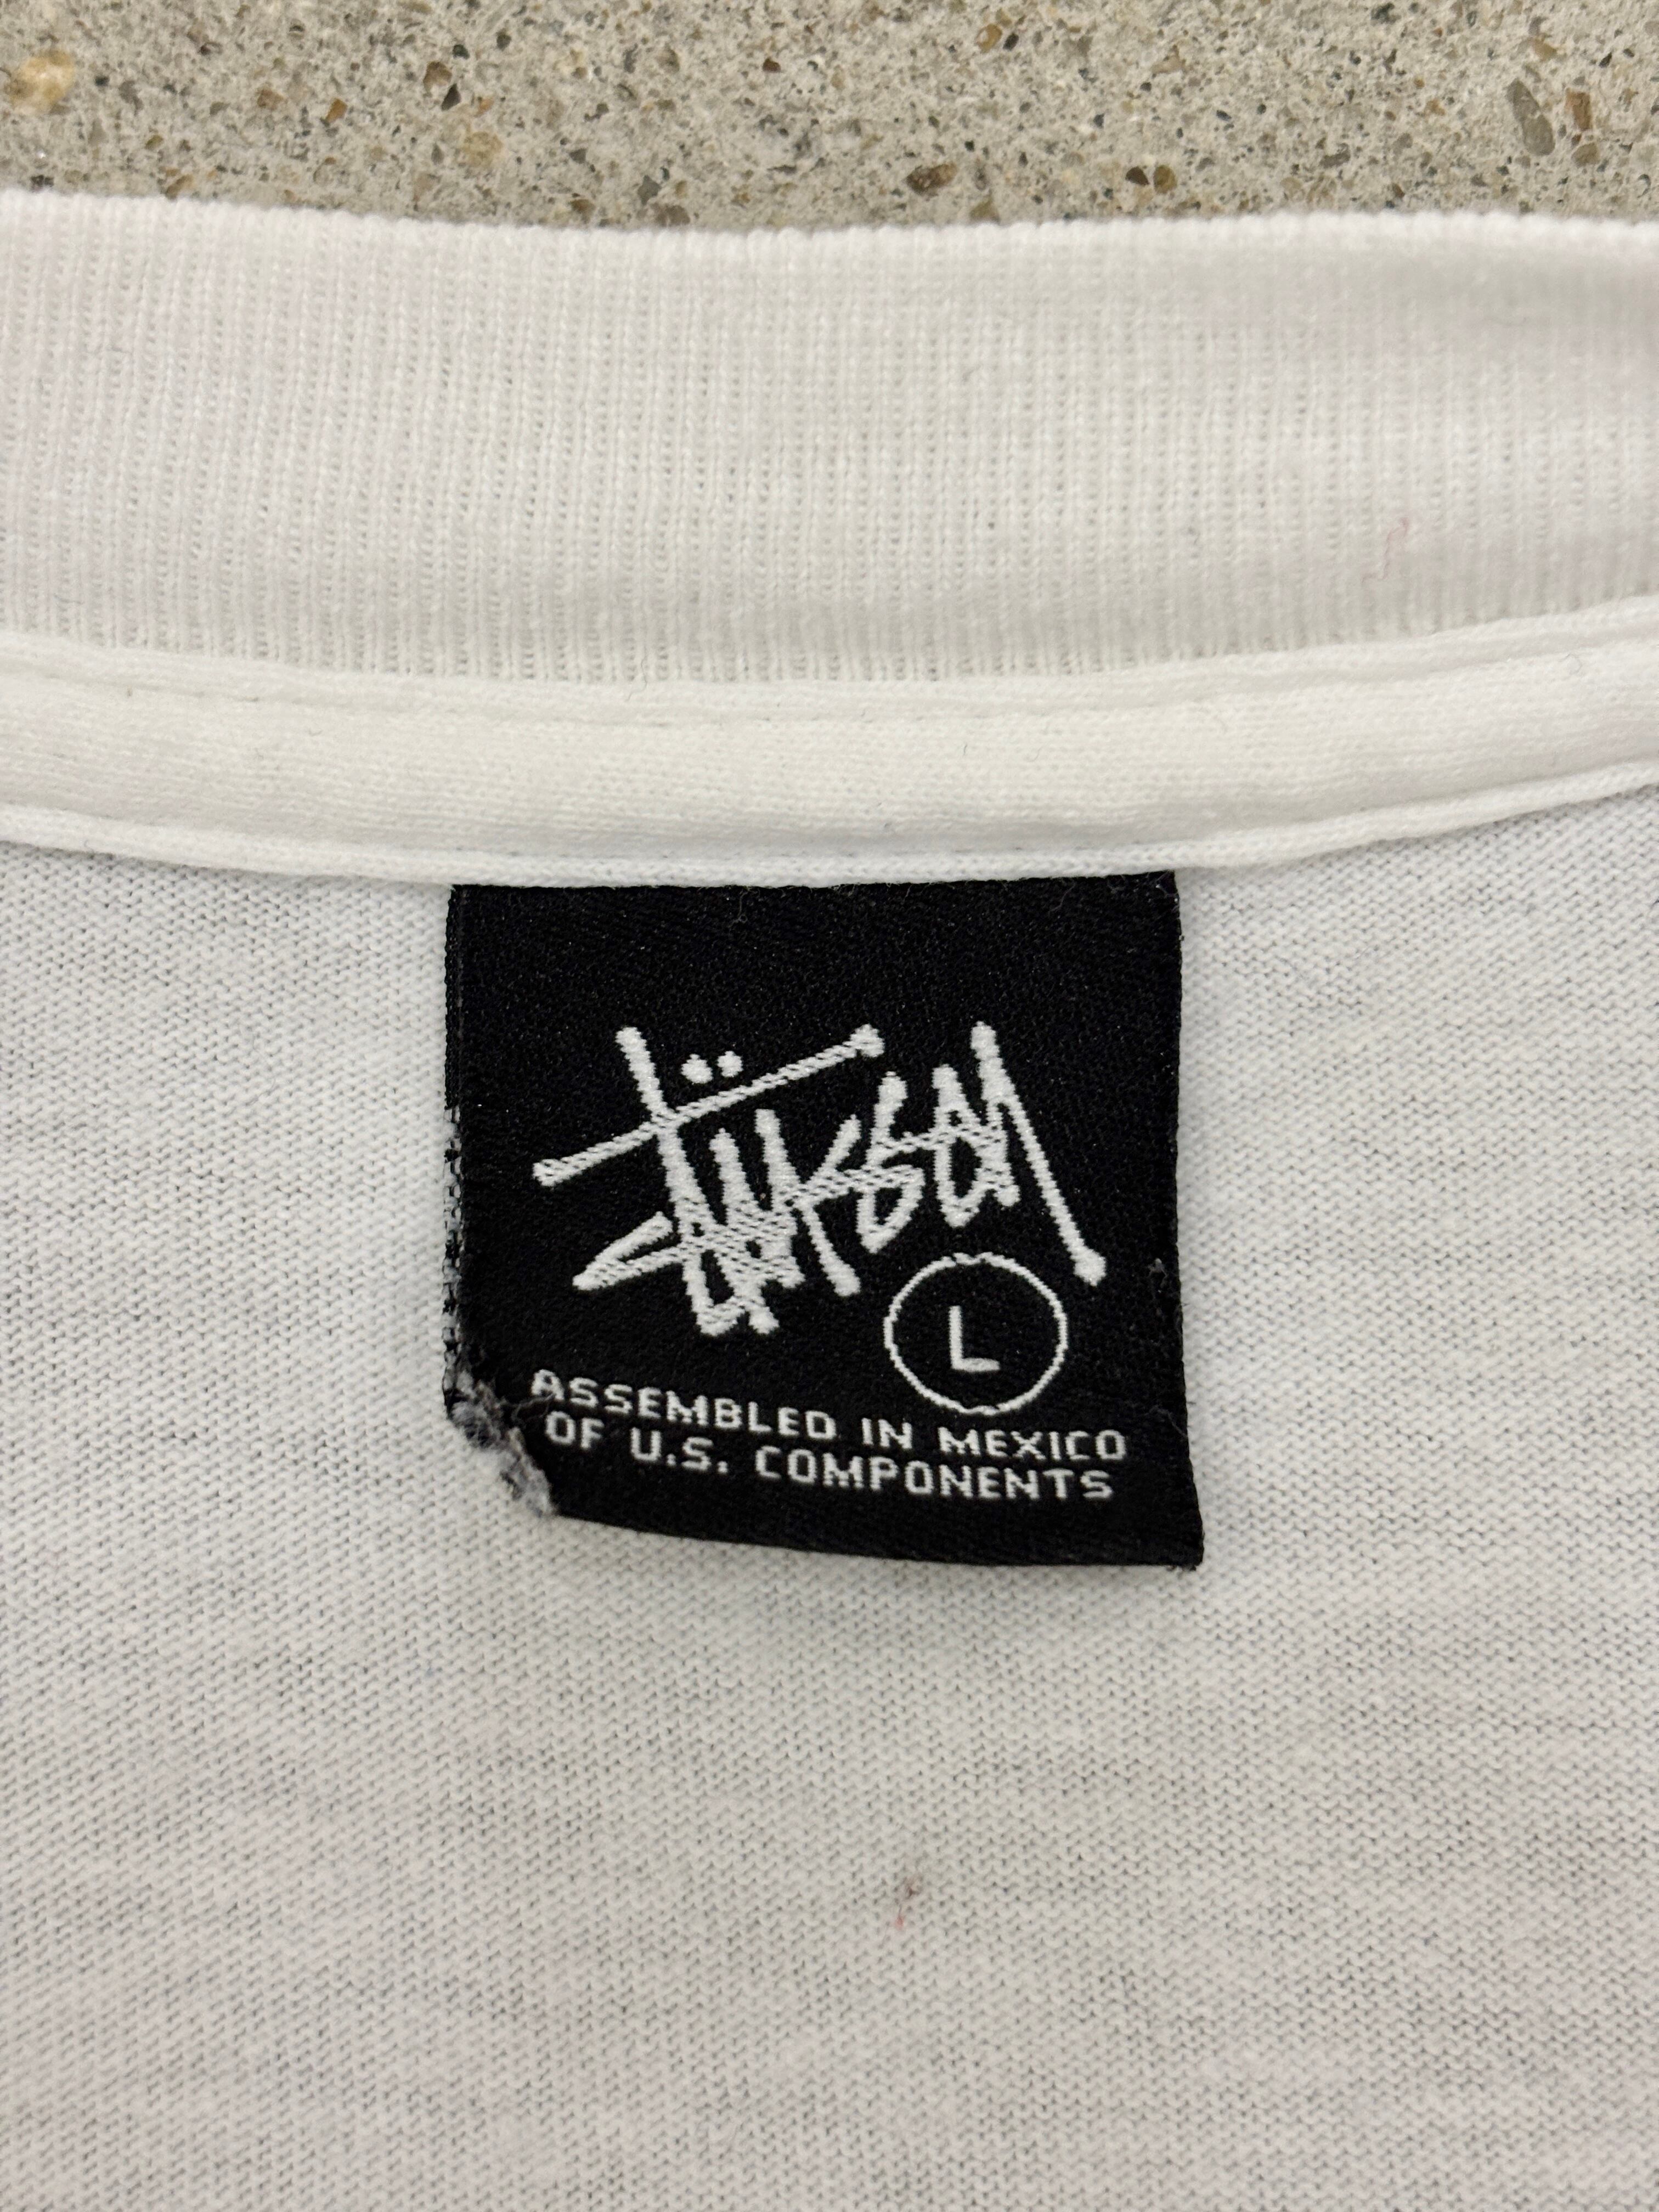 Stüssy
L
ASSEMBLED IN MEXICO
OF U.S. COMPONENTS